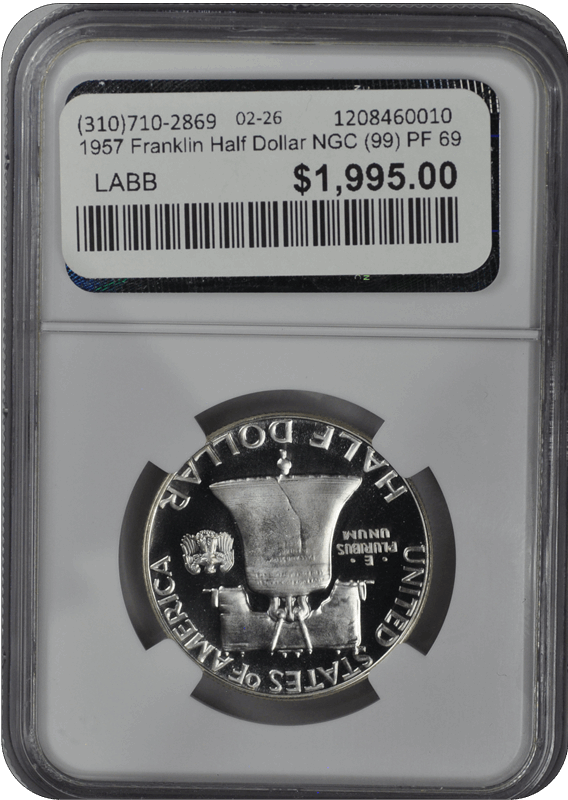 (310)710-2869 02-26 1208460010
1957 Franklin Half Dollar NGC (99) PF 69
LABB $1,995.00
UNITED STATES OF AMERICA
E
PLURIBUS
UNUM
HALF DOLLAR